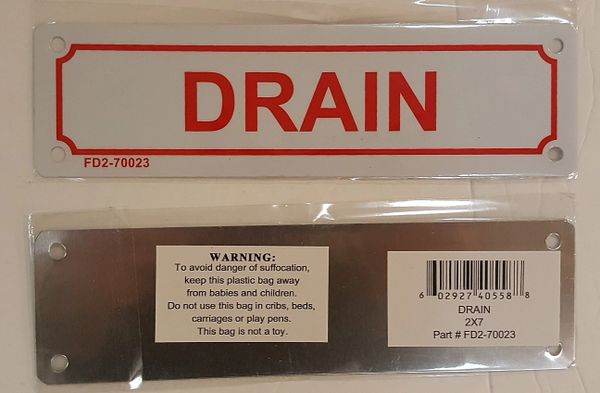 DRAIN
FD2-70023
WARNING:
To avoid danger of suffocation,
keep this plastic bag away
from babies and children.
Do not use this bag in cribs, beds,
carriages or play pens.
This bag is not a toy.
6 02927 40558 8
DRAIN
2X7
Part # FD2-70023